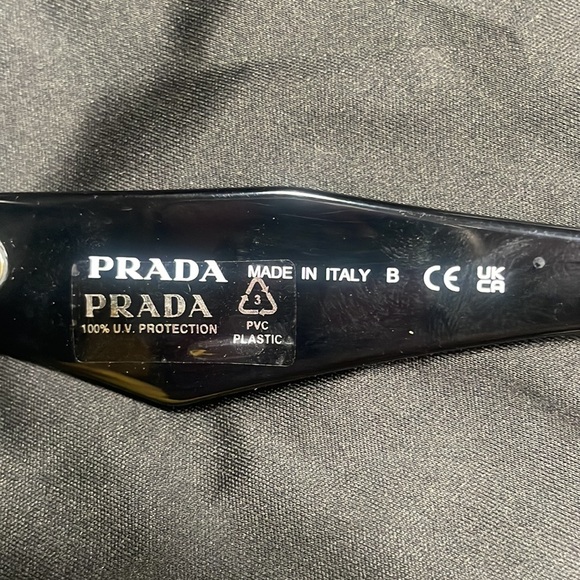 PRADA MADE IN ITALY B CE UK CA
PRADA
100% U.V. PROTECTION
3
PVC
PLASTIC